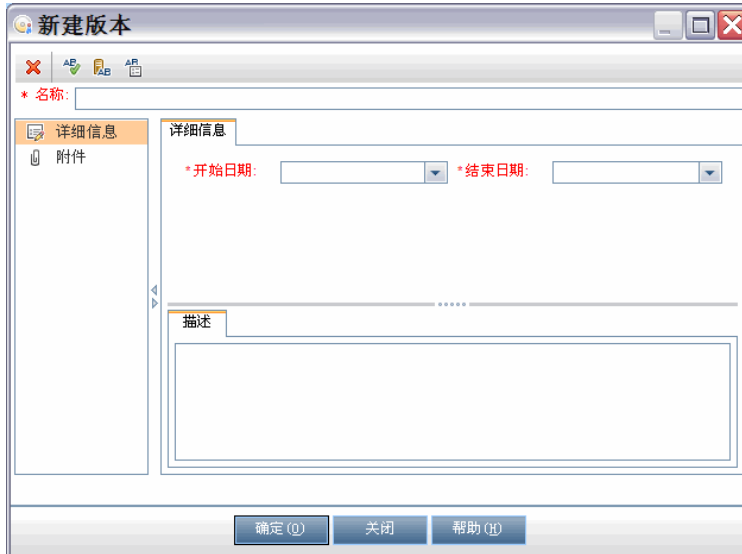 新建版本
* 名称:
详细信息
附件
详细信息
*开始日期:
*结束日期:
描述
确定(O)
关闭
帮助(H)